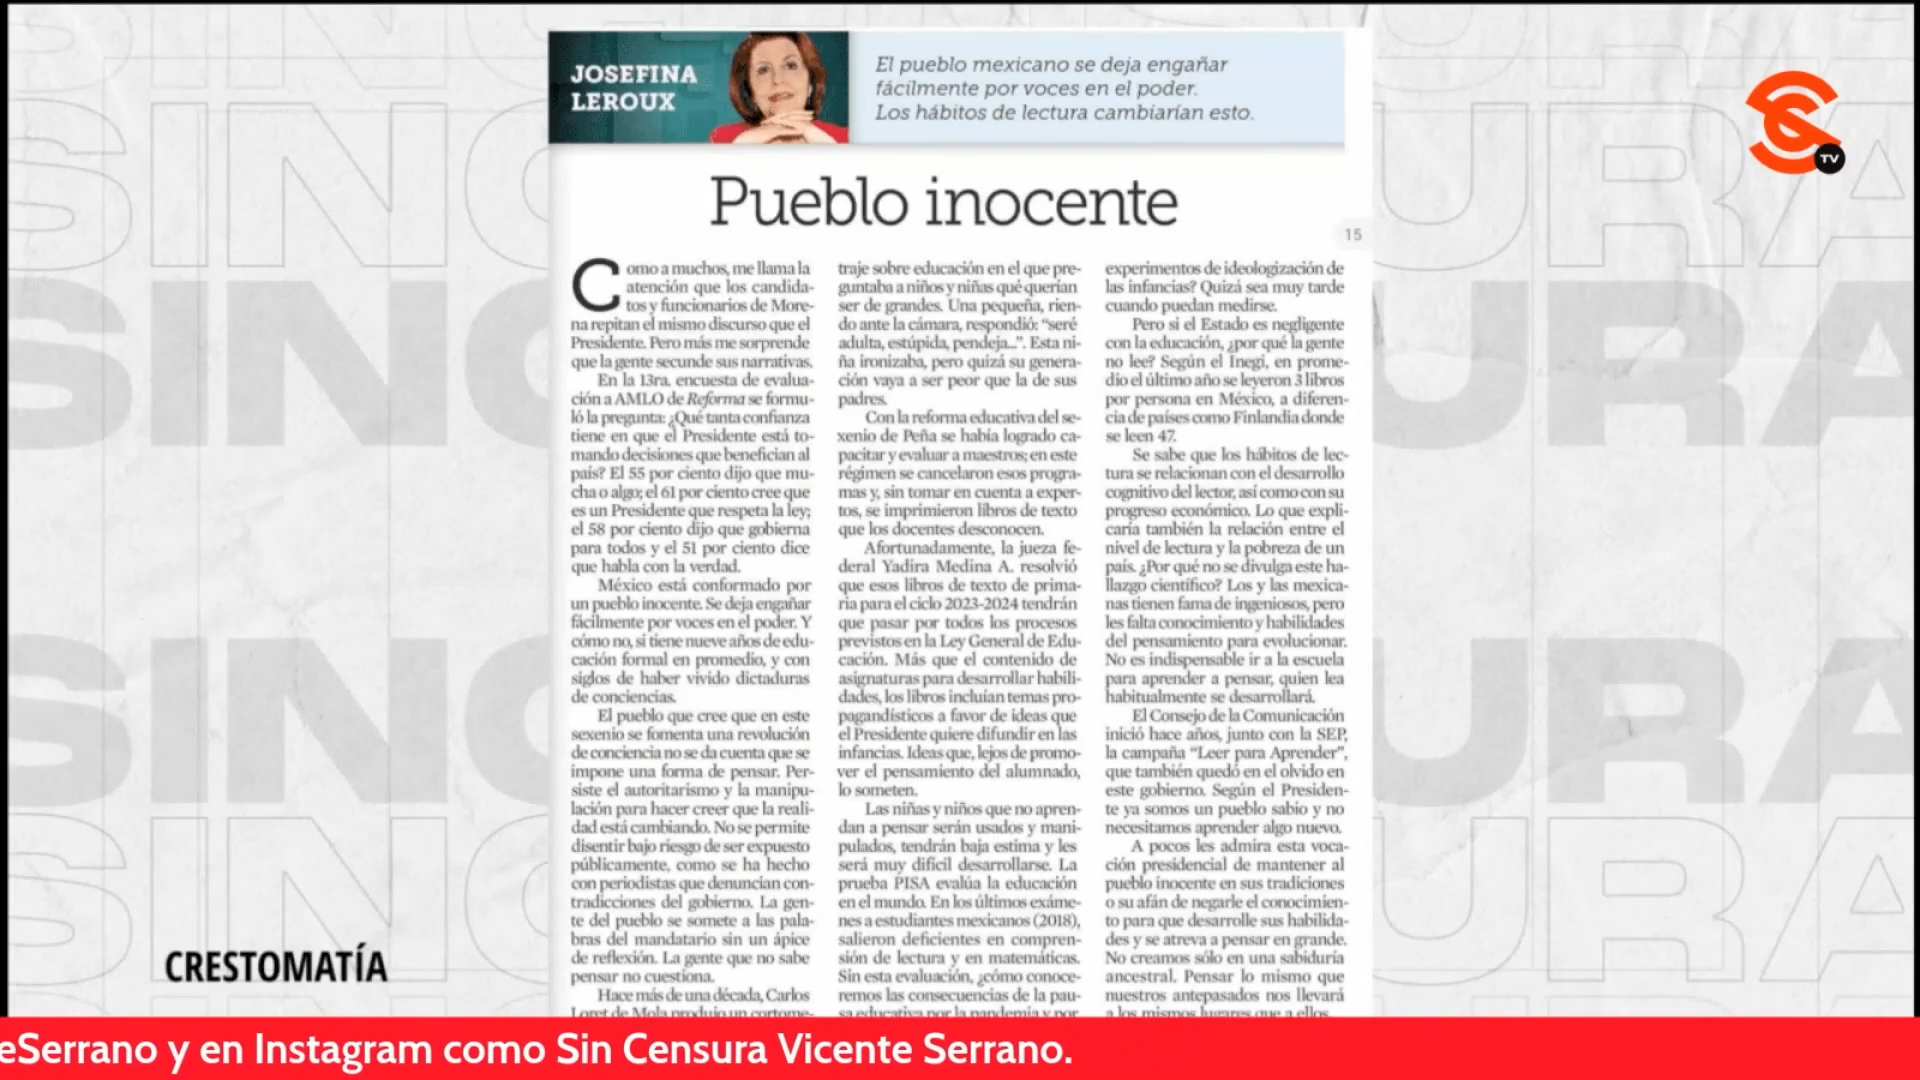 JOSEFINA
LEROUX
El pueblo mexicano se deja engañar
fácilmente por voces en el poder.
Los hábitos de lectura cambiarían esto.
TV
Pueblo inocente
15
Como a muchos, me llama la
atención que los candida-
tos y funcionarios de More-
na repitan el mismo discurso que el
Presidente. Pero más me sorprende
que la gente secunde sus narrativas.
En la 13ra. encuesta de evalua-
ción a AMLO de Reforma se formu-
ló la pregunta: ¿Qué tanta confianza
tiene en que el Presidente está to-
mando decisiones que benefician al
país? El 55 por ciento dijo que mu-
cha o algo; el 61 por ciento cree que
es un Presidente que respeta la ley;
el 58 por ciento dijo que gobierna
para todos y el 51 por ciento dice
que habla con la verdad.
México está conformado por
un pueblo inocente. Se deja engañar
fácilmente por voces en el poder. Y
cómo no, si tiene nueve años de edu-
cación formal en promedio, y con
siglos de haber vivido dictaduras
de conciencias.
El pueblo que cree que en este
sexenio se fomenta una revolución
de conciencia no se da cuenta que se
impone una forma de pensar. Per-
siste el autoritarismo y la manipu-
lación para hacer creer que la reali-
dad está cambiando. No se permite
disentir bajo riesgo de ser expuesto
públicamente, como se ha hecho
con periodistas que denuncian con-
tradicciones del gobierno. La gen-
te del pueblo se somete a las pala-
bras del mandatario sin un ápice
de reflexión. La gente que no sabe
pensar no cuestiona.
Hace más de una década, Carlos
Loret de Mola produjo un cortome-
traje sobre educación en el que pre-
guntaba a niños y niñas qué querían
ser de grandes. Una pequeña, rien-
do ante la cámara, respondió: “seré
adulta, estúpida, pendeja...”. Esta ni-
ña ironizaba, pero quizá su genera-
ción vaya a ser peor que la de sus
padres.
Con la reforma educativa del se-
xenio de Peña se había logrado ca-
pacitar y evaluar a maestros; en este
régimen se cancelaron esos progra-
mas y, sin tomar en cuenta a exper-
tos, se imprimieron libros de texto
que los docentes desconocen.
Afortunadamente, la jueza fe-
deral Yadira Medina A. resolvió
que esos libros de texto de prima-
ria para el ciclo 2023-2024 tendrán
que pasar por todos los procesos
previstos en la Ley General de Edu-
cación. Más que el contenido de
asignaturas para desarrollar habili-
dades, los libros incluían temas pro-
pagandísticos a favor de ideas que
el Presidente quiere difundir en las
infancias. Ideas que, lejos de promo-
ver el pensamiento del alumnado,
lo someten.
Las niñas y niños que no apren-
dan a pensar serán usados y mani-
pulados, tendrán baja estima y les
será muy difícil desarrollarse. La
prueba PISA evalúa la educación
en el mundo. En los últimos exáme-
nes a estudiantes mexicanos (2018),
salieron deficientes en compren-
sión de lectura y en matemáticas.
Sin esta evaluación, ¿cómo conoce-
remos las consecuencias de la pau-
sa educativa por la pandemia y por
experimentos de ideologización de
las infancias? Quizá sea muy tarde
cuando puedan medirse.
Pero si el Estado es negligente
con la educación, ¿por qué la gente
no lee? Según el Inegi, en prome-
dio el último año se leyeron 3 libros
por persona en México, a diferen-
cia de países como Finlandia donde
se leen 47.
Se sabe que los hábitos de lec-
tura se relacionan con el desarrollo
cognitivo del lector, así como con su
progreso económico. Lo que expli-
caría también la relación entre el
nivel de lectura y la pobreza de un
país. ¿Por qué no se divulga este ha-
llazgo científico? Los y las mexica-
nas tienen fama de ingeniosos, pero
les falta conocimiento y habilidades
del pensamiento para evolucionar.
No es indispensable ir a la escuela
para aprender a pensar, quien lea
habitualmente se desarrollará.
El Consejo de la Comunicación
inició hace años, junto con la SEP,
la campaña “Leer para Aprender”,
que también quedó en el olvido en
este gobierno. Según el Presiden-
te ya somos un pueblo sabio y no
necesitamos aprender algo nuevo.
A pocos les admira esta voca-
ción presidencial de mantener al
pueblo inocente en sus tradiciones
o su afán de negarle el conocimien-
to para que desarrolle sus habilida-
des y se atreva a pensar en grande.
No creamos sólo en una sabiduría
ancestral. Pensar lo mismo que
nuestros antepasados nos llevará
a los mismos lugares que a ellos.
CRESTOMATÍA
eSerrano y en Instagram como Sin Censura Vicente Serrano.